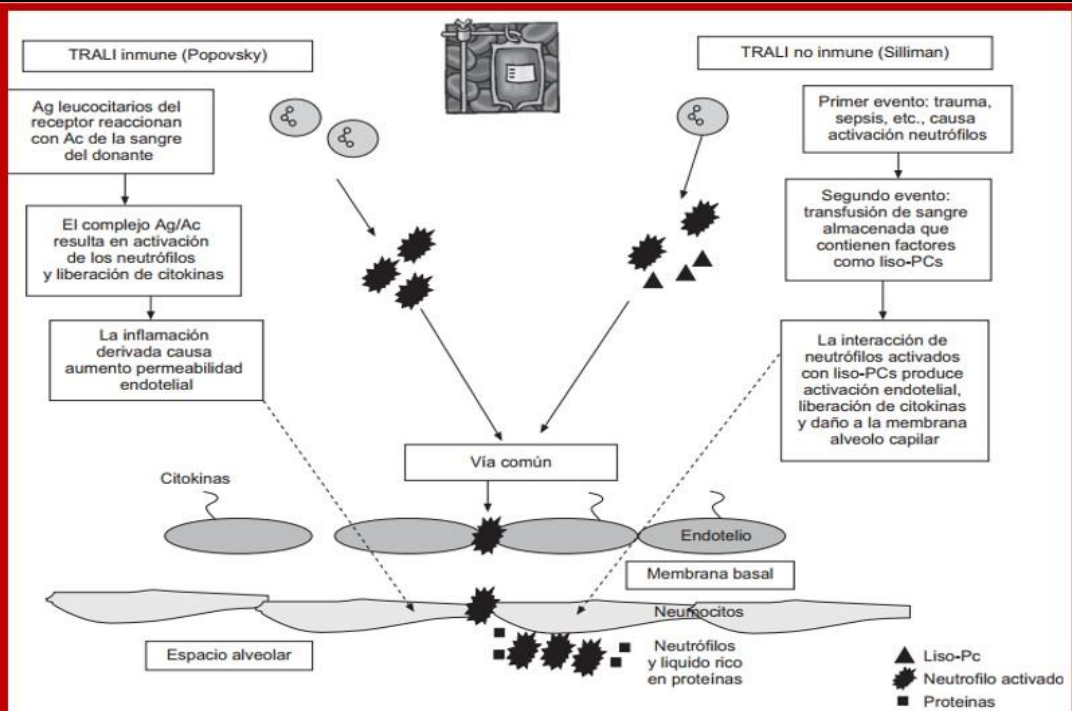 TRALI inmune (Popovsky)
Ag leucocitarios del
receptor reaccionan
con Ac de la sangre
del donante
El complejo Ag/Ac
resulta en activación
de los neutrófilos
y liberación de citokinas
La inflamación
derivada causa
aumento permeabilidad
endotelial
TRALI no inmune (Silliman)
Primer evento: trauma,
sepsis, etc., causa
activación neutrófilos
Segundo evento:
transfusión de sangre
almacenada que
contienen factores
como liso-PCs
La interacción de
neutrófilos activados
con liso-PCs produce
activación endotelial,
liberación de citokinas
y daño a la membrana
alveolo capilar
Vía común
Citokinas
Endotelio
Membrana basal
Neumocitos
Espacio alveolar
Neutrófilos
y liquido rico
en proteínas
Liso-Pc
Neutrofilo activado
Proteínas